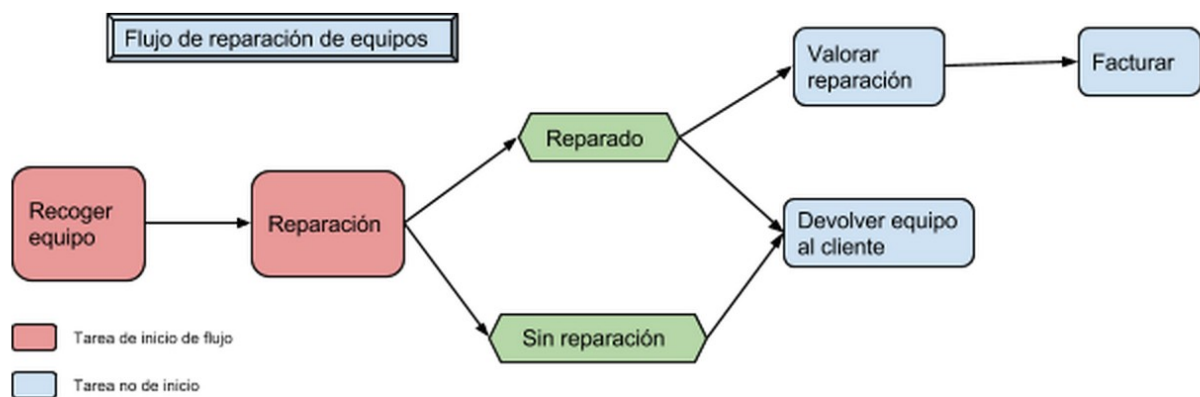 Flujo de reparación de equipos
Valorar
reparación
Facturar
Reparado
Recoger
equipo
Reparación
Devolver equipo
al cliente
Sin reparación
Tarea de inicio de flujo
Tarea no de inicio